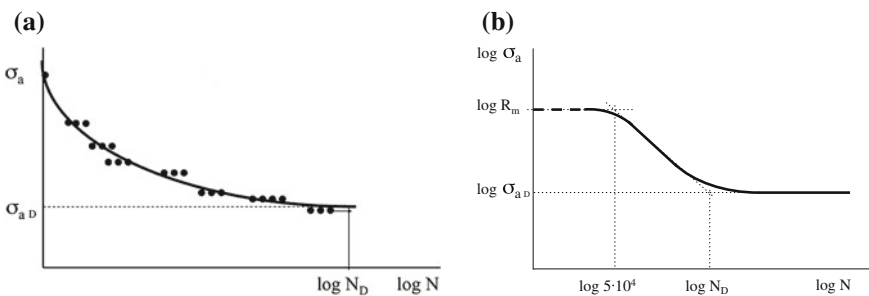 (a)
σa
σa D
log ND
log N
(b)
log σa
log Rm
log σa D
log 5·10⁴
log ND
log N